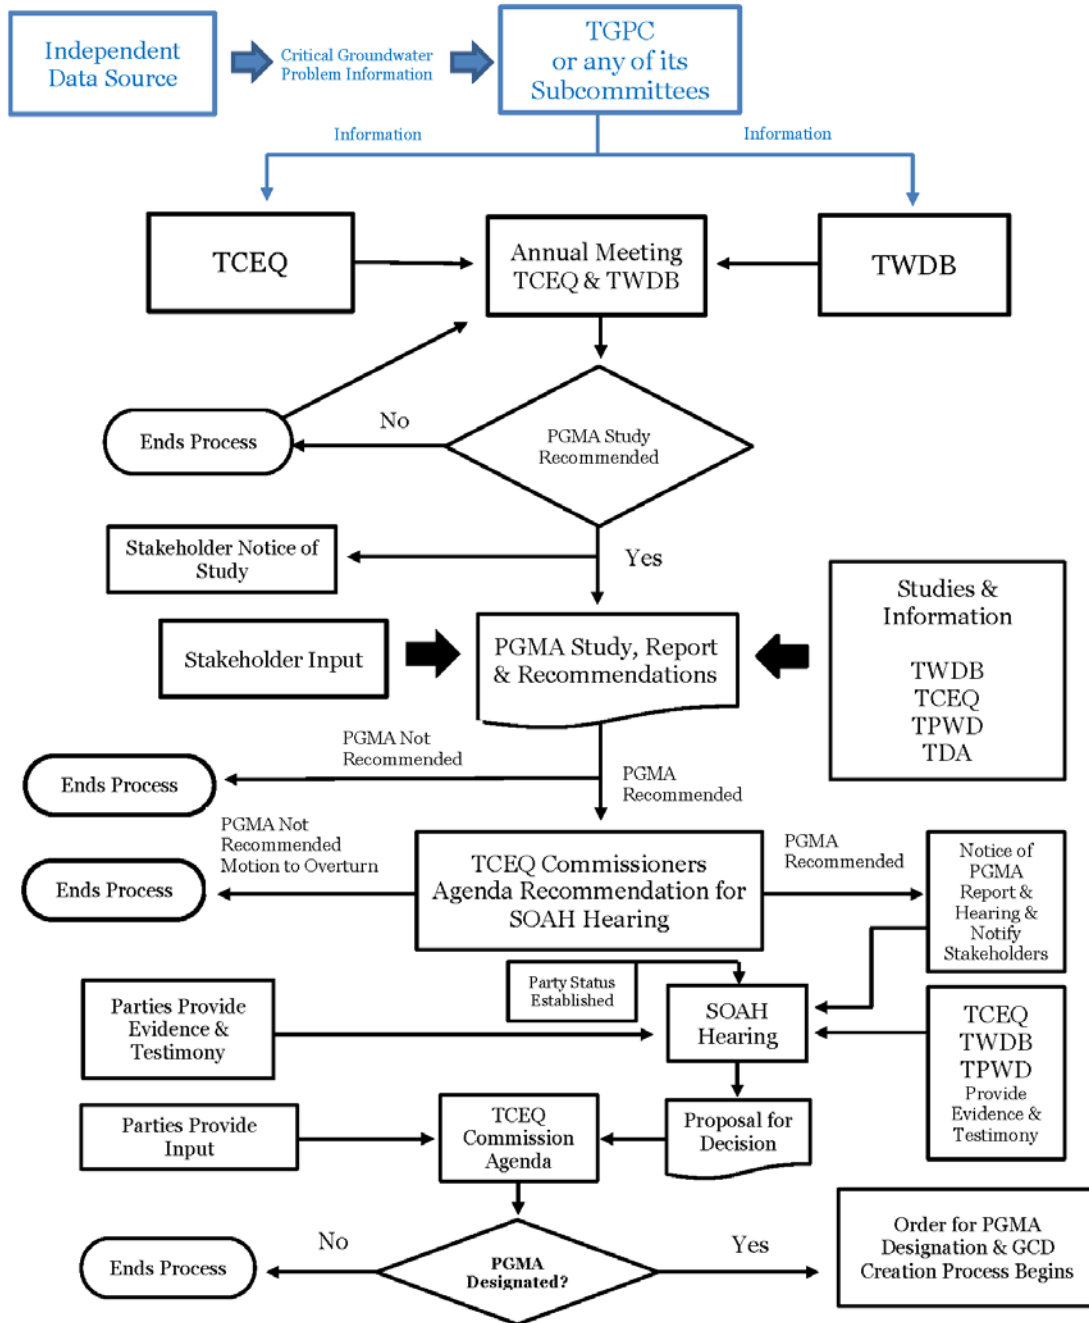 Independent
Data Source
Critical Groundwater
Problem Information
TGPC
or any of its
Subcommittees
Information
Information
TCEQ
Annual Meeting
TCEQ & TWDB
TWDB
No
Ends Process
PGMA Study
Recommended
Stakeholder Notice of
Study
Yes
Studies &
Information
TWDB
TCEQ
TPWD
TDA
Stakeholder Input
PGMA Study, Report
& Recommendations
PGMA Not
Recommended
Ends Process
PGMA
Recommended
PGMA Not
Recommended
Motion to Overturn
Ends Process
TCEQ Commissioners
Agenda Recommendation for
SOAH Hearing
PGMA
Recommended
Notice of
PGMA
Report &
Hearing &
Notify
Stakeholders
Party Status
Established
Parties Provide
Evidence &
Testimony
SOAH
Hearing
TCEQ
TWDB
TPWD
Provide
Evidence &
Testimony
Parties Provide
Input
TCEQ
Commission
Agenda
Proposal for
Decision
No
Ends Process
PGMA
Designated?
Yes
Order for PGMA
Designation & GCD
Creation Process Begins